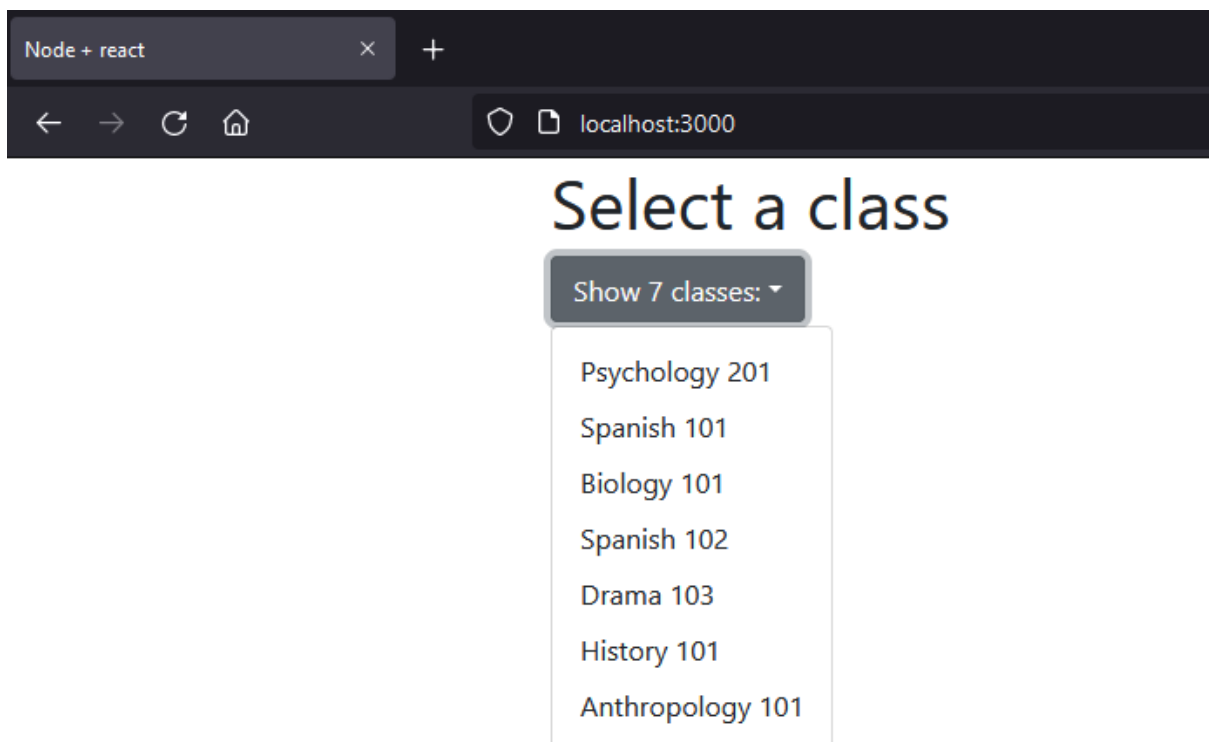 Node + react
localhost:3000
Select a class
Show 7 classes:
Psychology 201
Spanish 101
Biology 101
Spanish 102
Drama 103
History 101
Anthropology 101